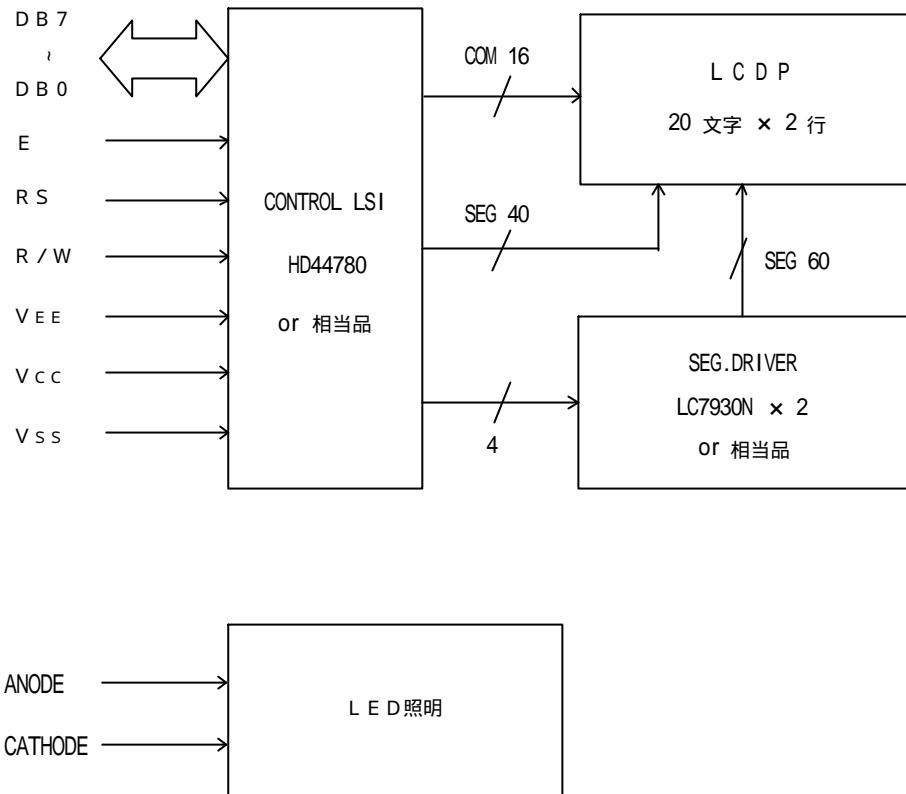 DB7
~
DB0
E
RS
R/W
VEE
VCC
VSS
CONTROL LSI
HD44780
or 相当品
COM 16
SEG 40
4
LCDP
20 文字 × 2 行
SEG 60
SEG.DRIVER
LC7930N × 2
or 相当品
ANODE
CATHODE
LED照明